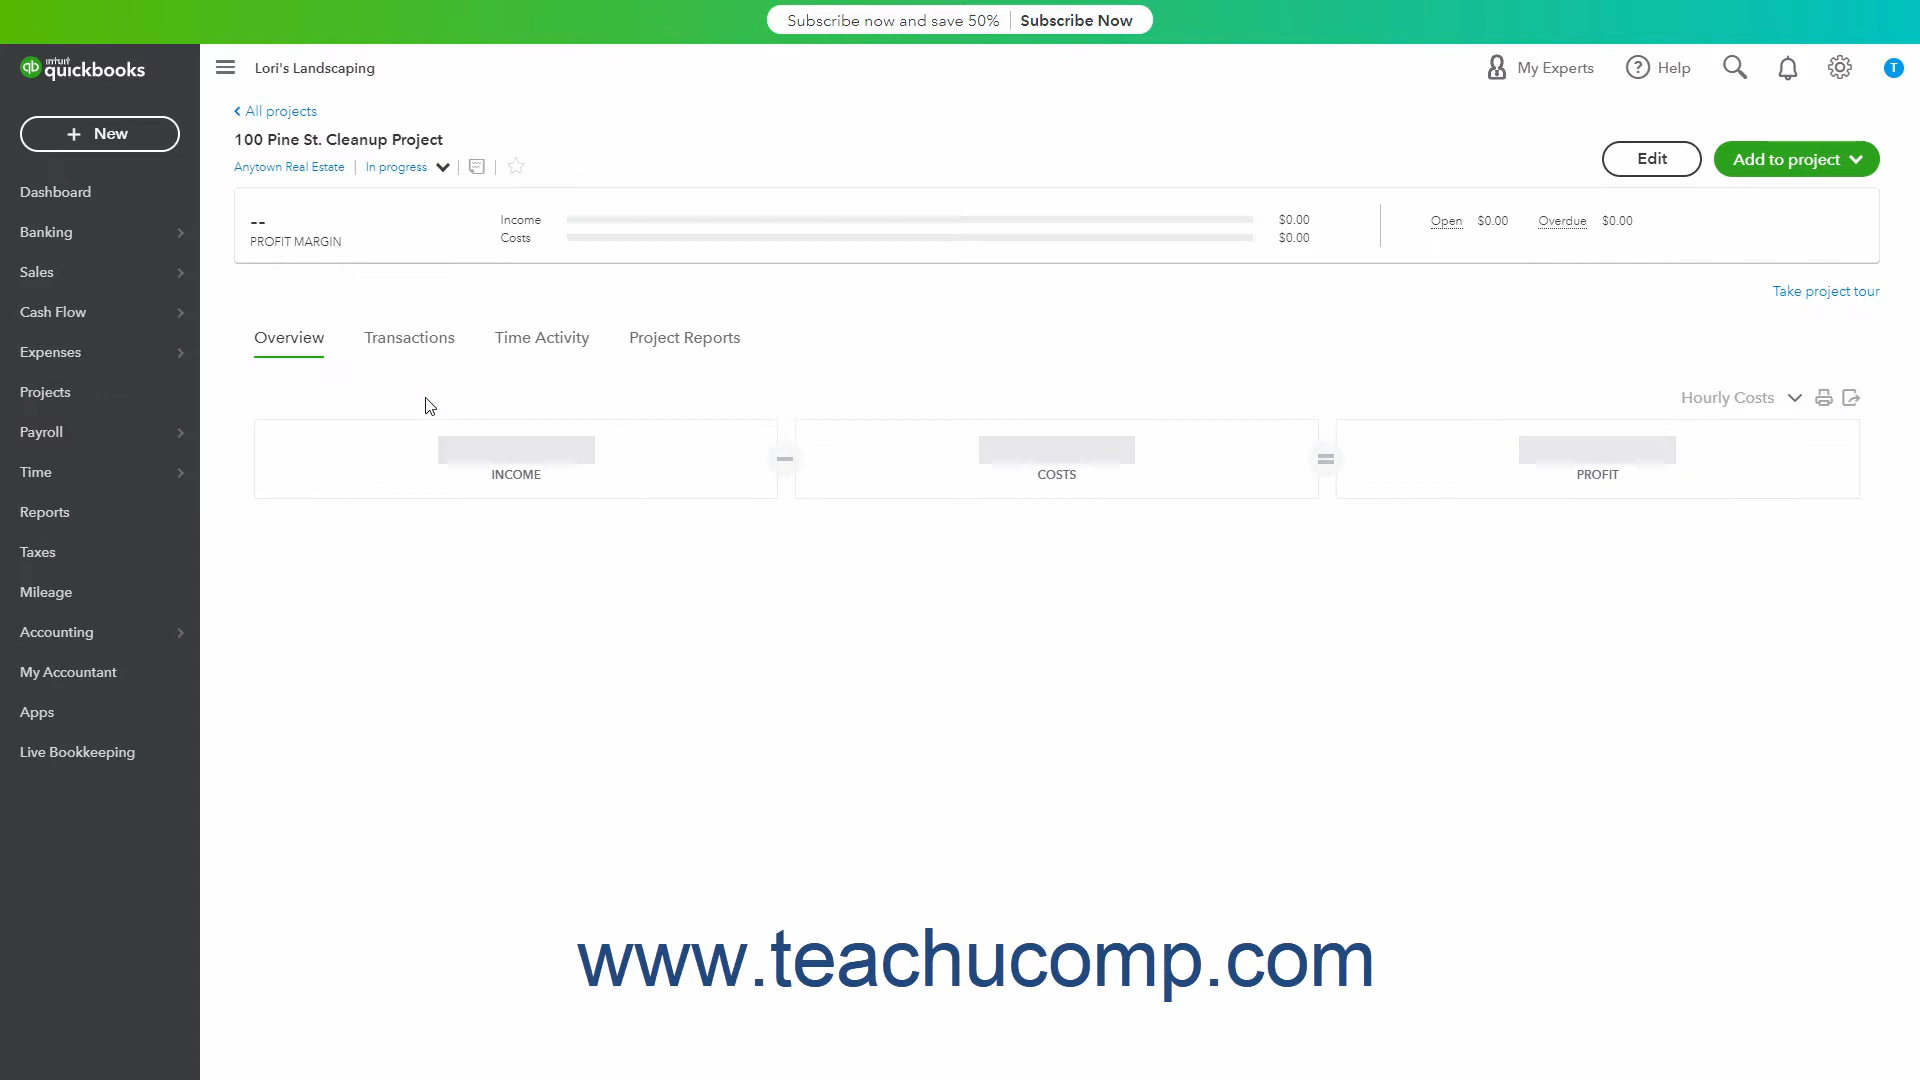 Subscribe now and save 50% | Subscribe Now
intuit
quickbooks
Lori's Landscaping
My Experts
Help
T
+ New
Dashboard
Banking
Sales
Cash Flow
Expenses
Projects
Payroll
Time
Reports
Taxes
Mileage
Accounting
My Accountant
Apps
Live Bookkeeping
All projects
100 Pine St. Cleanup Project
Anytown Real Estate | In progress
Edit
Add to project
--
PROFIT MARGIN
Income $0.00
Costs $0.00
Open $0.00 Overdue $0.00
Take project tour
Overview Transactions Time Activity Project Reports
Hourly Costs
INCOME
COSTS
PROFIT
www.teachucomp.com